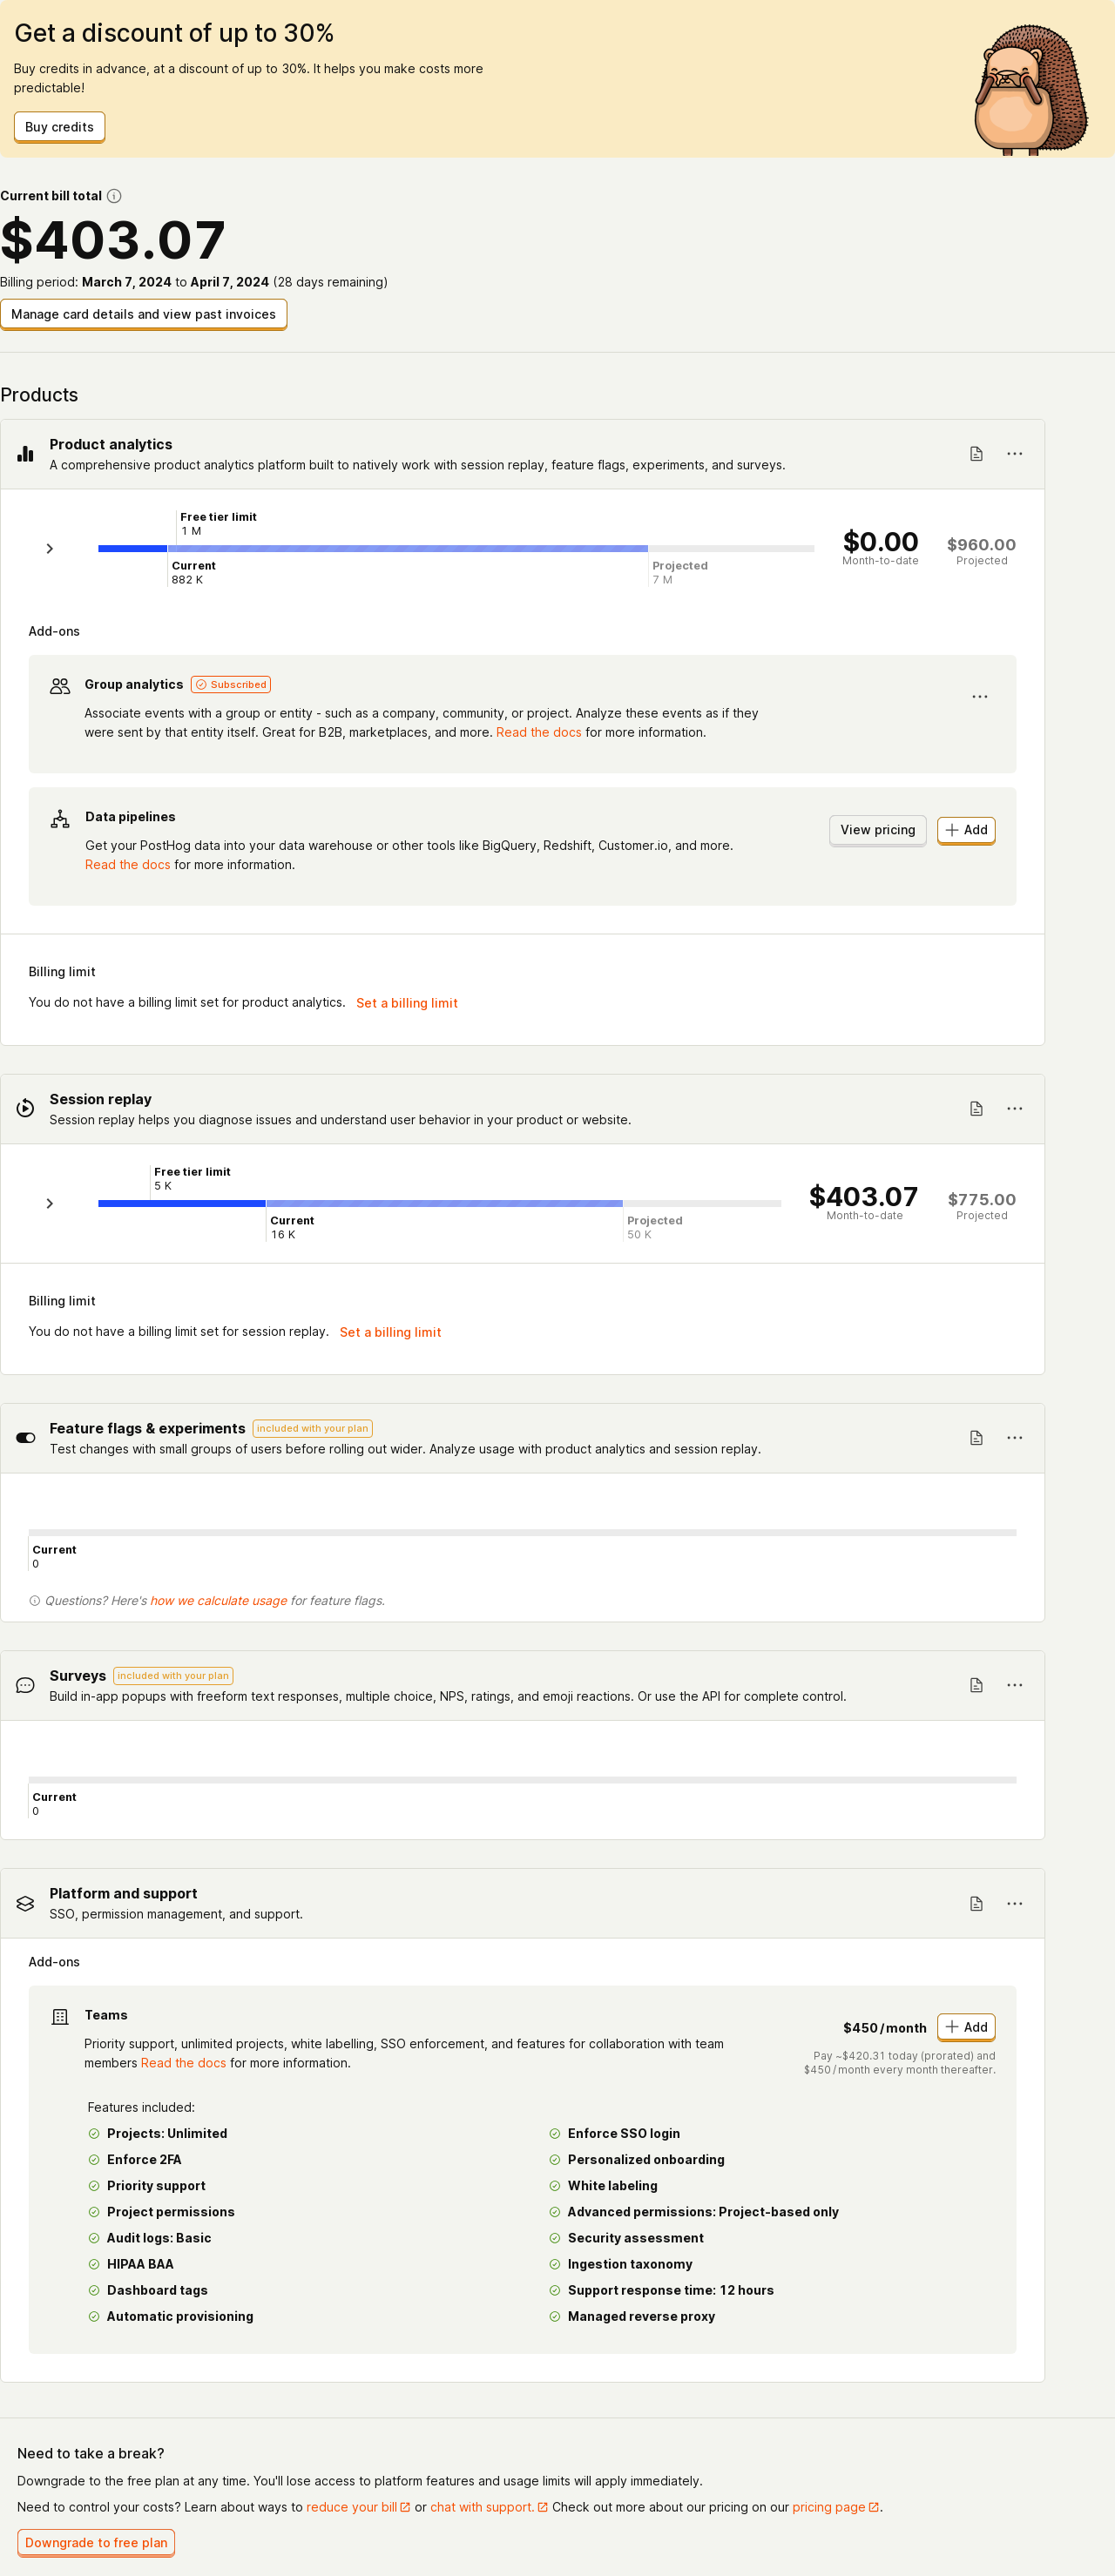 Get a discount of up to 30%
Buy credits in advance, at a discount of up to 30%. It helps you make costs more
predictable!
Buy credits
Current bill total
$403.07
Billing period: March 7, 2024 to April 7, 2024 (28 days remaining)
Manage card details and view past invoices
Products
Product analytics
A comprehensive product analytics platform built to natively work with session replay, feature flags, experiments, and surveys.
Free tier limit
1 M
Current
882 K
Projected
7 M
$0.00
Month-to-date
$960.00
Projected
Add-ons
Group analytics Subscribed
Associate events with a group or entity - such as a company, community, or project. Analyze these events as if they
were sent by that entity itself. Great for B2B, marketplaces, and more. Read the docs for more information.
Data pipelines
Get your PostHog data into your data warehouse or other tools like BigQuery, Redshift, Customer.io, and more.
Read the docs for more information.
View pricing
Add
Billing limit
You do not have a billing limit set for product analytics. Set a billing limit
Session replay
Session replay helps you diagnose issues and understand user behavior in your product or website.
Free tier limit
5 K
Current
16 K
Projected
50 K
$403.07
Month-to-date
$775.00
Projected
Billing limit
You do not have a billing limit set for session replay. Set a billing limit
Feature flags & experiments included with your plan
Test changes with small groups of users before rolling out wider. Analyze usage with product analytics and session replay.
Current
0
Questions? Here's how we calculate usage for feature flags.
Surveys included with your plan
Build in-app popups with freeform text responses, multiple choice, NPS, ratings, and emoji reactions. Or use the API for complete control.
Current
0
Platform and support
SSO, permission management, and support.
Add-ons
Teams
Priority support, unlimited projects, white labelling, SSO enforcement, and features for collaboration with team
members Read the docs for more information.
$450/month
Add
Pay ~$420.31 today (prorated) and
$450/month every month thereafter.
Features included:
Projects: Unlimited
Enforce 2FA
Priority support
Project permissions
Audit logs: Basic
HIPAA BAA
Dashboard tags
Automatic provisioning
Enforce SSO login
Personalized onboarding
White labeling
Advanced permissions: Project-based only
Security assessment
Ingestion taxonomy
Support response time: 12 hours
Managed reverse proxy
Need to take a break?
Downgrade to the free plan at any time. You'll lose access to platform features and usage limits will apply immediately.
Need to control your costs? Learn about ways to reduce your bill or chat with support. Check out more about our pricing on our pricing page.
Downgrade to free plan